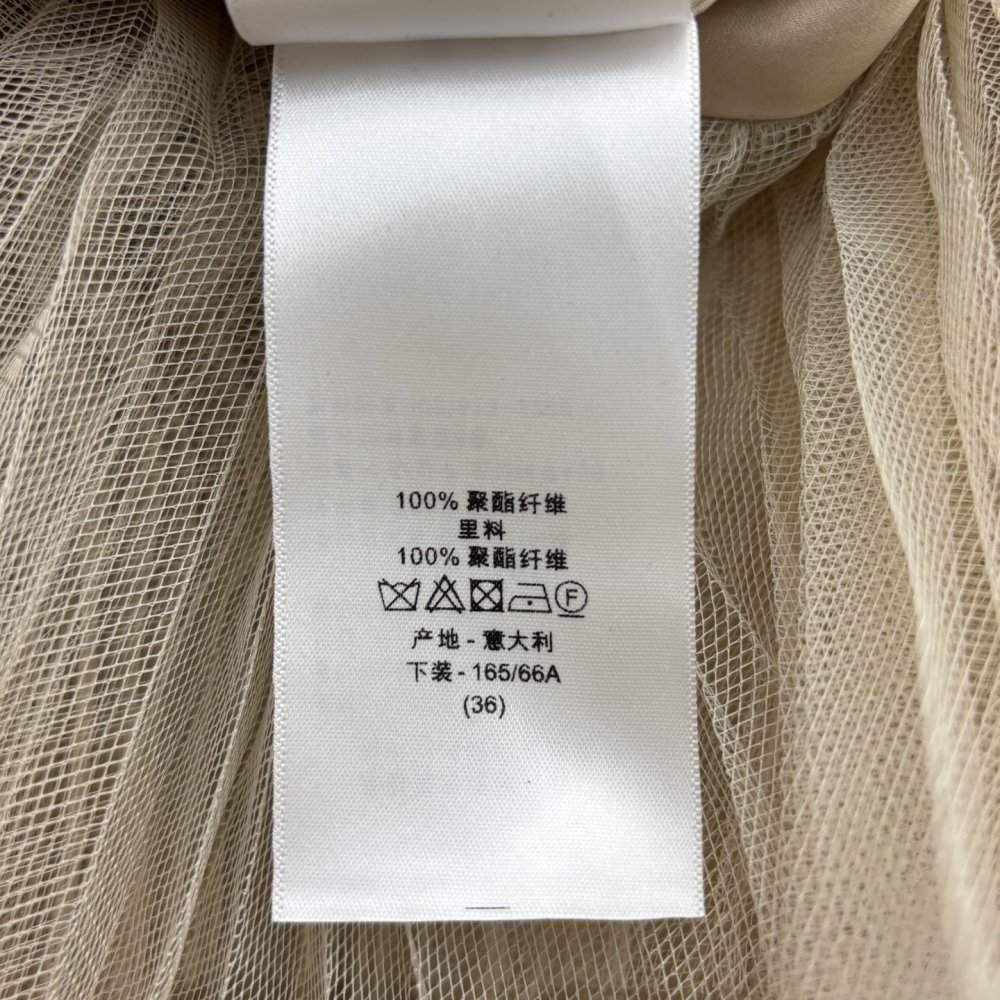 100% 聚酯纤维
里料
100% 聚酯纤维
F
产地 - 意大利
下装 - 165/66A
(36)